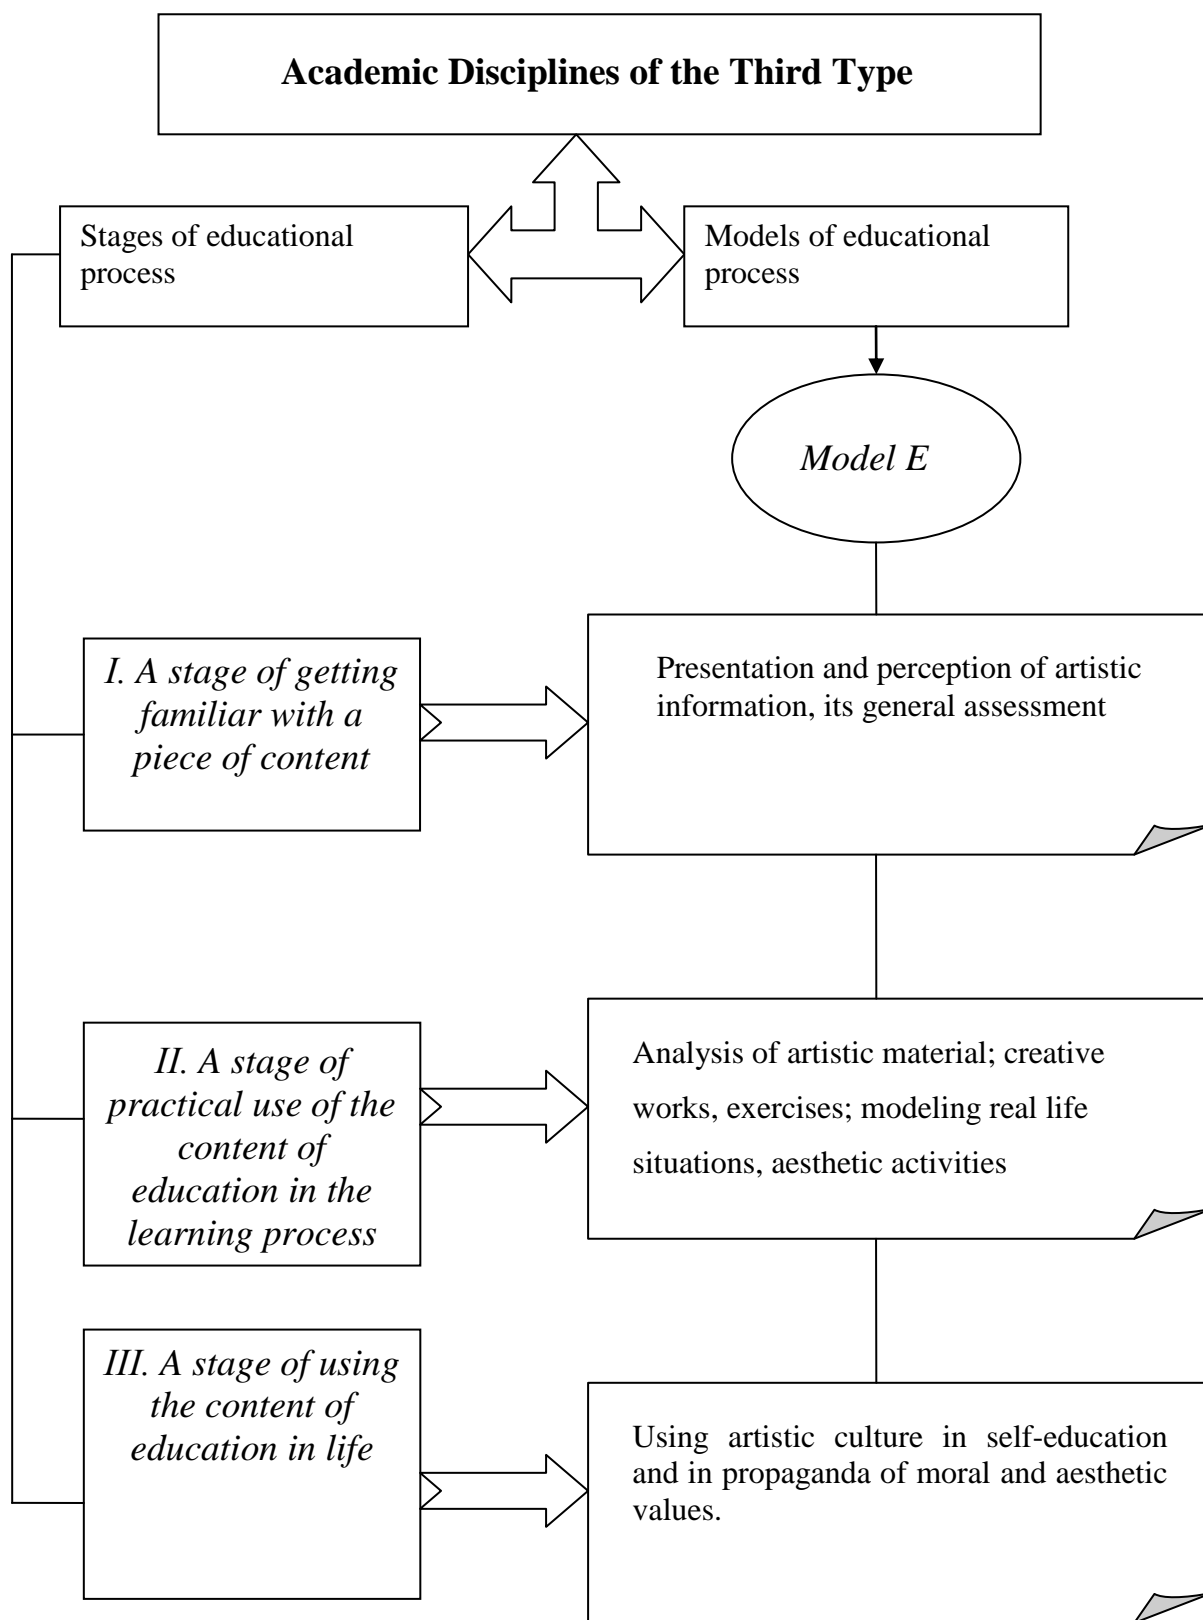 Academic Disciplines of the Third Type
Stages of educational
process
Models of educational
process
Model E
I. A stage of getting
familiar with a
piece of content
Presentation and perception of artistic
information, its general assessment
II. A stage of
practical use of the
content of
education in the
learning process
Analysis of artistic material; creative
works, exercises; modeling real life
situations, aesthetic activities
III. A stage of using
the content of
education in life
Using artistic culture in self-education
and in propaganda of moral and aesthetic
values.